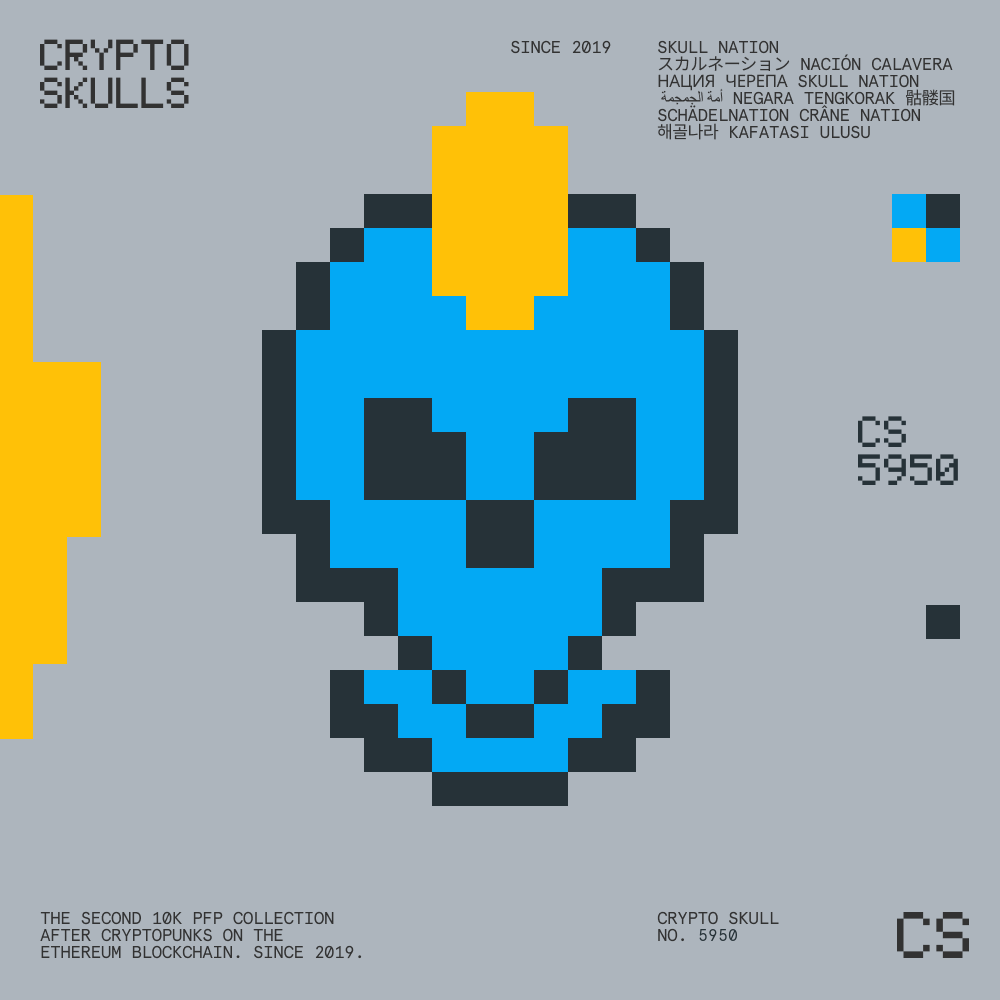 CRYPTO
SKULLS
SINCE 2019
SKULL NATION
スカルネーション NACIÓN CALAVERA
НАЦИЯ ЧЕРЕПА SKULL NATION
أمة الجمجمة NEGARA TENGKORAK 骷髅国
SCHÄDELNATION CRÂNE NATION
해골나라 KAFATASI ULUSU
CS
5950
THE SECOND 10K PFP COLLECTION
AFTER CRYPTOPUNKS ON THE
ETHEREUM BLOCKCHAIN. SINCE 2019.
CRYPTO SKULL
NO. 5950
CS